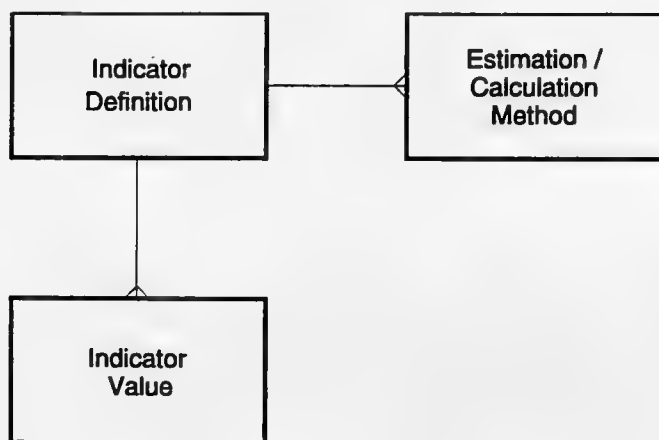 Indicator
Definition
Estimation /
Calculation
Method
Indicator
Value